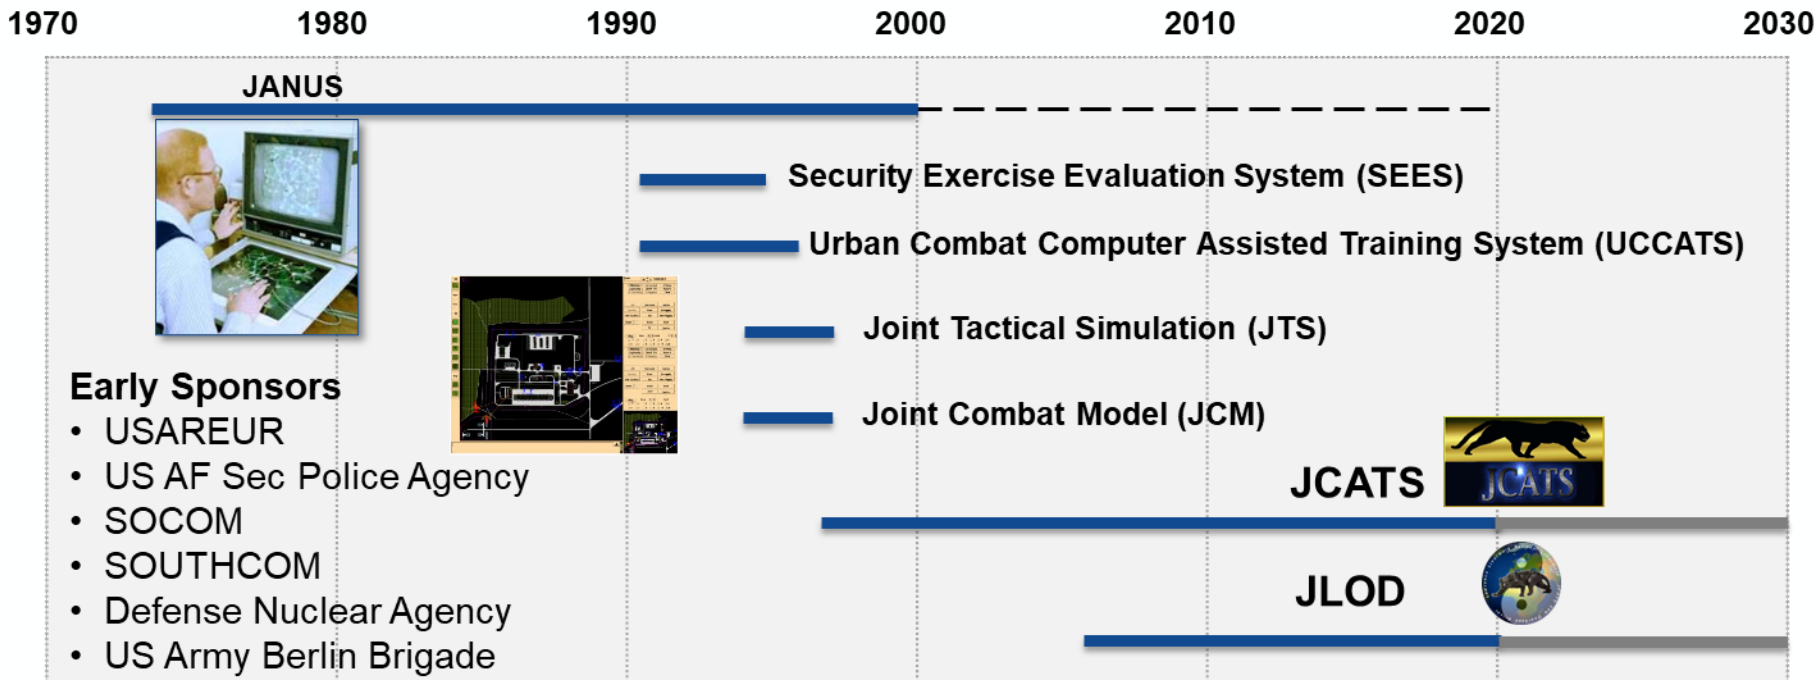 1970 1980 1990 2000 2010 2020 2030
JANUS
Security Exercise Evaluation System (SEES)
Urban Combat Computer Assisted Training System (UCCATS)
Joint Tactical Simulation (JTS)
Early Sponsors
• USAREUR
• US AF Sec Police Agency
• SOCOM
• SOUTHCOM
• Defense Nuclear Agency
• US Army Berlin Brigade
Joint Combat Model (JCM)
JCATS
JCATS
JLOD